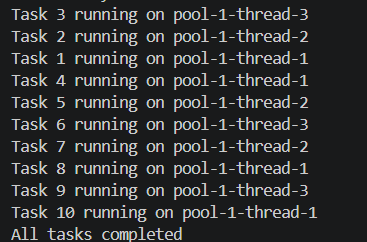 Task 3 running on pool-1-thread-3
Task 2 running on pool-1-thread-2
Task 1 running on pool-1-thread-1
Task 4 running on pool-1-thread-1
Task 5 running on pool-1-thread-2
Task 6 running on pool-1-thread-3
Task 7 running on pool-1-thread-2
Task 8 running on pool-1-thread-1
Task 9 running on pool-1-thread-3
Task 10 running on pool-1-thread-1
All tasks completed